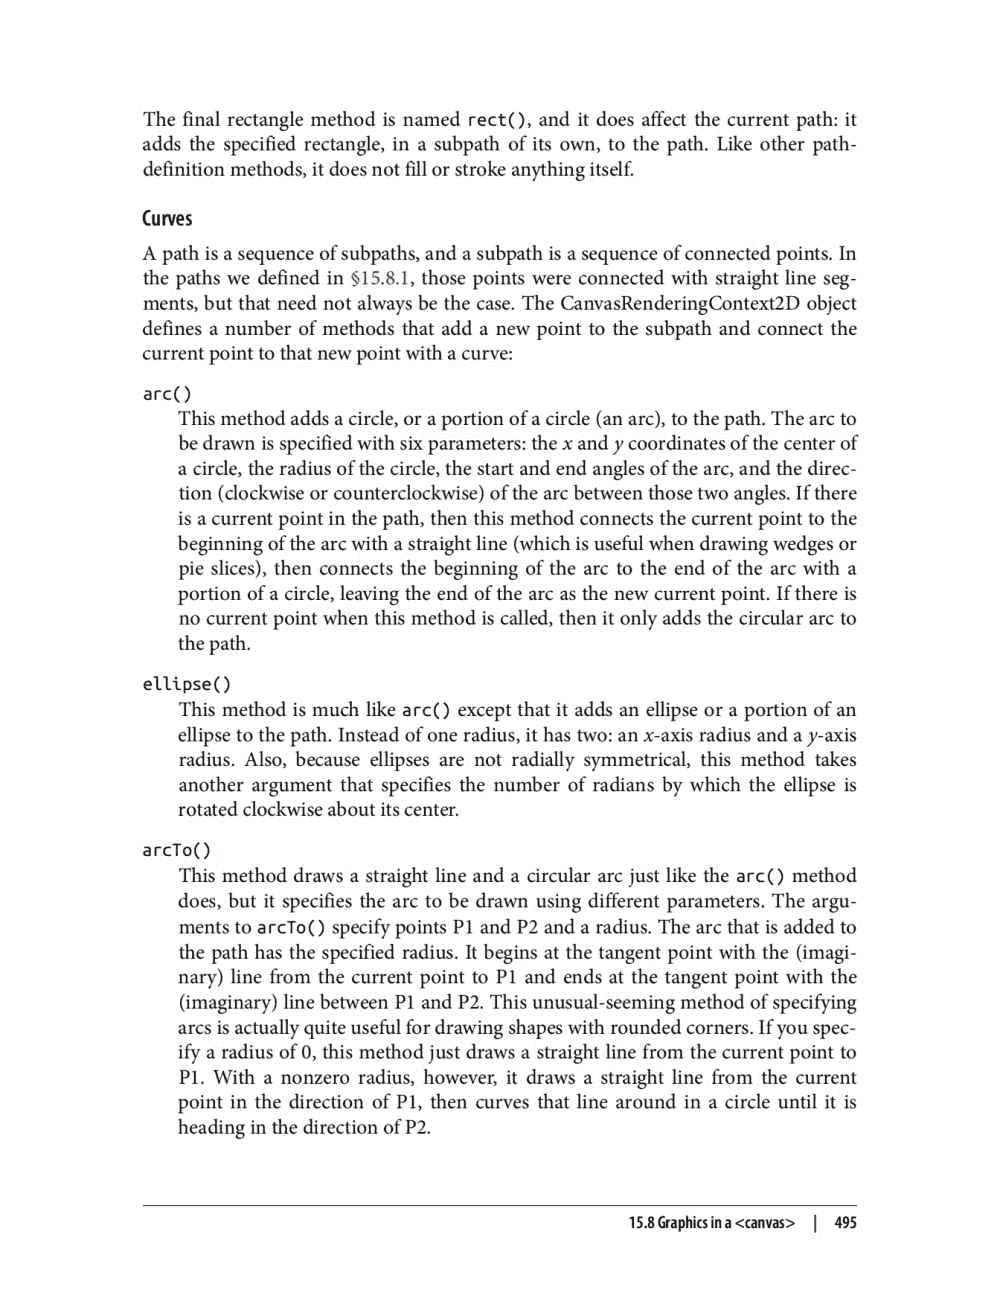 The final rectangle method is named rect(), and it does affect the current path: it
adds the specified rectangle, in a subpath of its own, to the path. Like other path-
definition methods, it does not fill or stroke anything itself.
Curves
A path is a sequence of subpaths, and a subpath is a sequence of connected points. In
the paths we defined in §15.8.1, those points were connected with straight line seg-
ments, but that need not always be the case. The CanvasRenderingContext2D object
defines a number of methods that add a new point to the subpath and connect the
current point to that new point with a curve:
arc()
This method adds a circle, or a portion of a circle (an arc), to the path. The arc to
be drawn is specified with six parameters: the x and y coordinates of the center of
a circle, the radius of the circle, the start and end angles of the arc, and the direc-
tion (clockwise or counterclockwise) of the arc between those two angles. If there
is a current point in the path, then this method connects the current point to the
beginning of the arc with a straight line (which is useful when drawing wedges or
pie slices), then connects the beginning of the arc to the end of the arc with a
portion of a circle, leaving the end of the arc as the new current point. If there is
no current point when this method is called, then it only adds the circular arc to
the path.
ellipse()
This method is much like arc() except that it adds an ellipse or a portion of an
ellipse to the path. Instead of one radius, it has two: an x-axis radius and a y-axis
radius. Also, because ellipses are not radially symmetrical, this method takes
another argument that specifies the number of radians by which the ellipse is
rotated clockwise about its center.
arcTo()
This method draws a straight line and a circular arc just like the arc() method
does, but it specifies the arc to be drawn using different parameters. The argu-
ments to arcTo() specify points P1 and P2 and a radius. The arc that is added to
the path has the specified radius. It begins at the tangent point with the (imagi-
nary) line from the current point to P1 and ends at the tangent point with the
(imaginary) line between P1 and P2. This unusual-seeming method of specifying
arcs is actually quite useful for drawing shapes with rounded corners. If you spec-
ify a radius of 0, this method just draws a straight line from the current point to
P1. With a nonzero radius, however, it draws a straight line from the current
point in the direction of P1, then curves that line around in a circle until it is
heading in the direction of P2.
15.8 Graphics in a <canvas> | 495